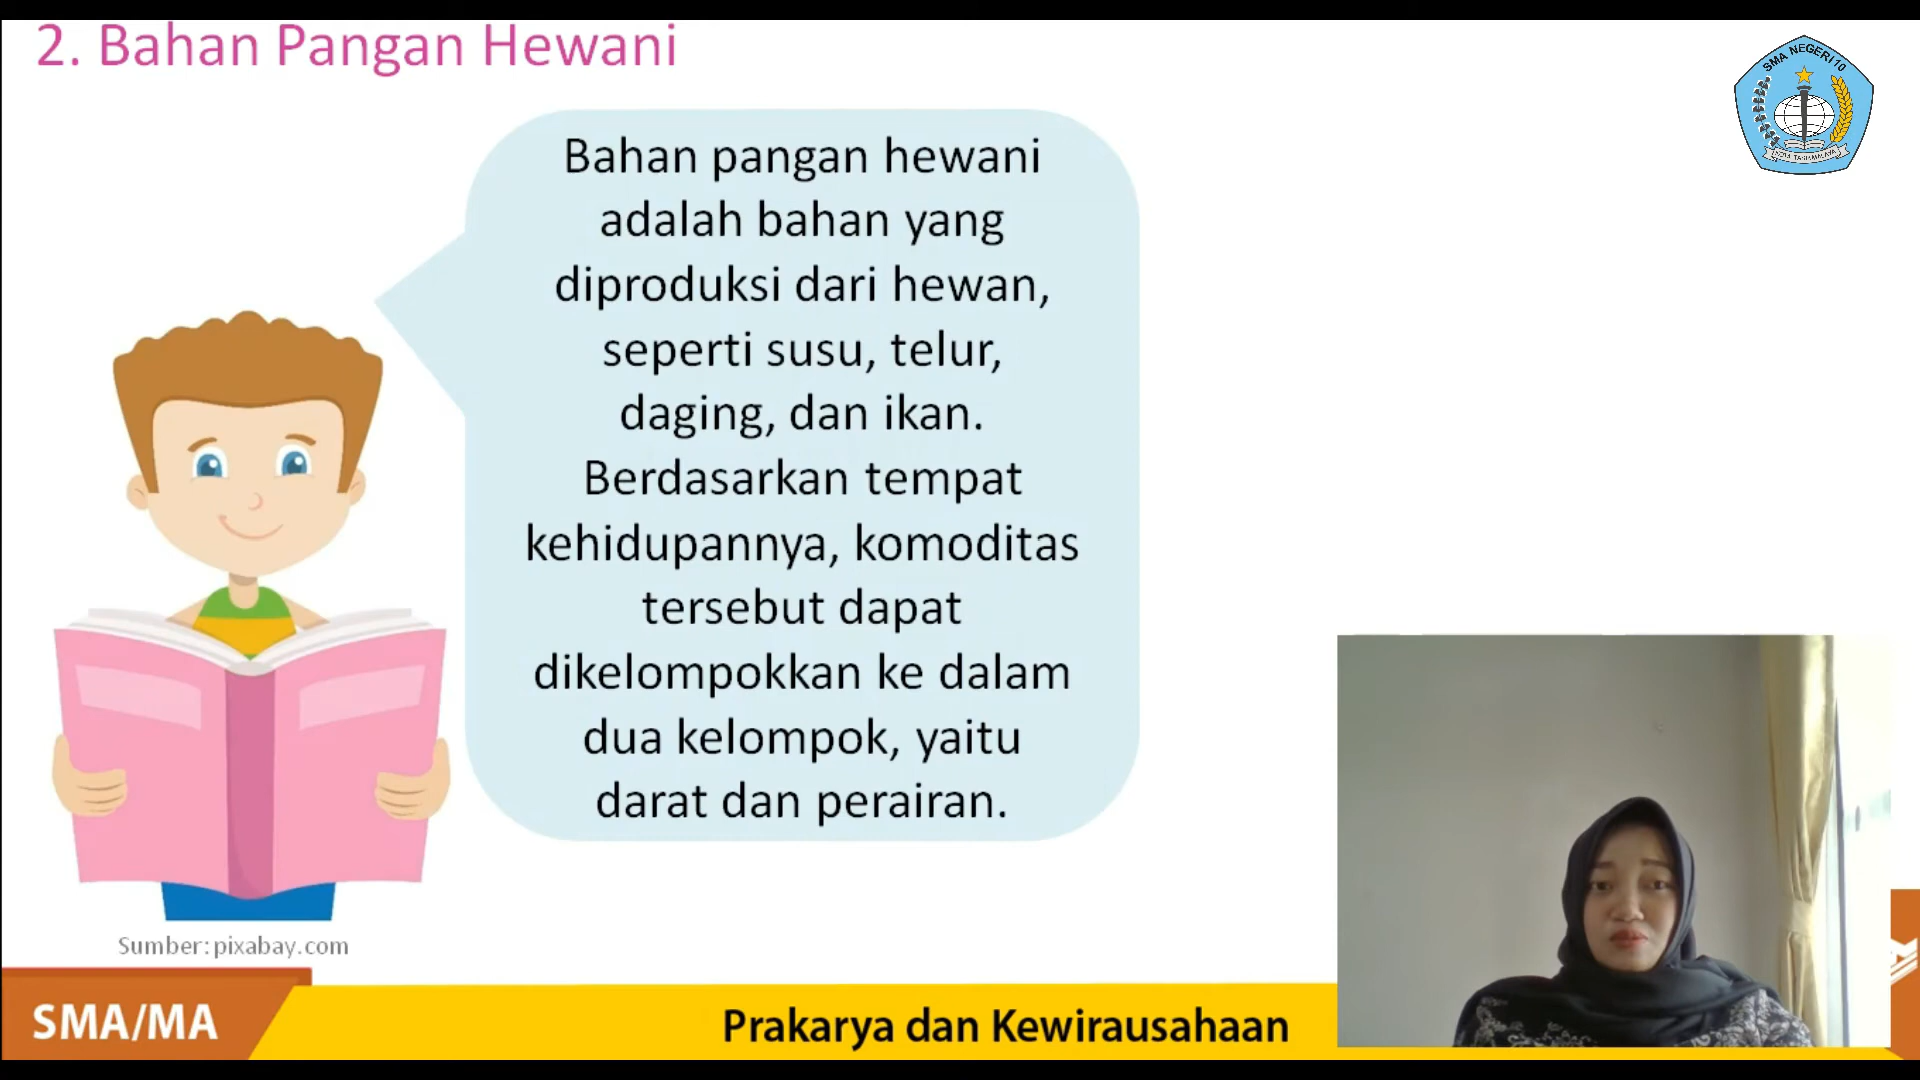 2. Bahan Pangan Hewani
SMA NEGERI 10
KOTA TASIKMALAYA
Bahan pangan hewani
adalah bahan yang
diproduksi dari hewan,
seperti susu, telur,
daging, dan ikan.
Berdasarkan tempat
kehidupannya, komoditas
tersebut dapat
dikelompokkan ke dalam
dua kelompok, yaitu
darat dan perairan.
Sumber: pixabay.com
SMA/MA
Prakarya dan Kewirausahaan